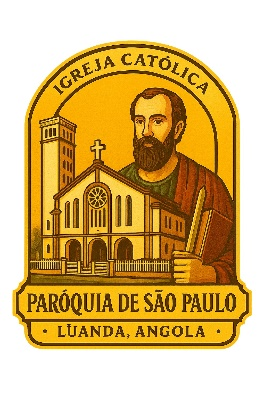 IGREJA CATÓLICA
PARÓQUIA DE SÃO PAULO
• LUANDA, ANGOLA •